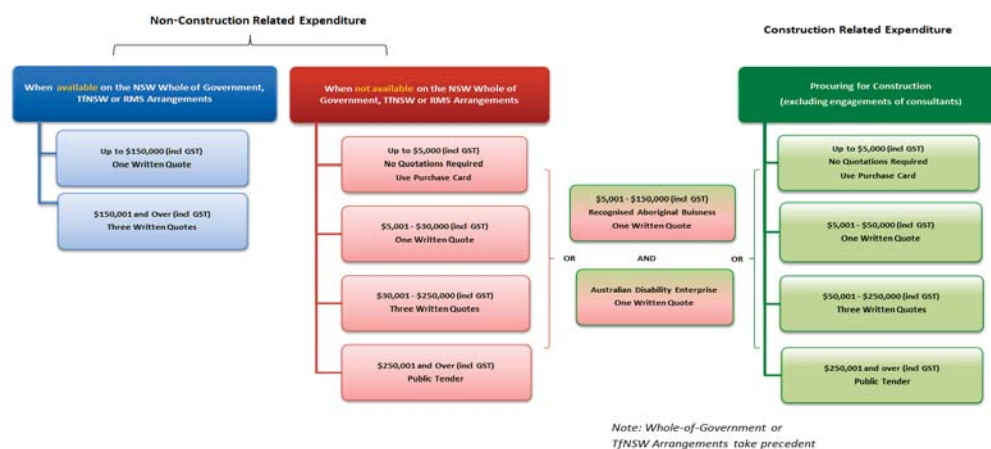 Non-Construction Related Expenditure
Construction Related Expenditure
When available on the NSW Whole of Government,
TfNSW or RMS Arrangements
Up to $150,000 (incl GST)
One Written Quote
$150,001 and Over (incl GST)
Three Written Quotes
When not available on the NSW Whole of
Government, TfNSW or RMS Arrangements
Up to $5,000 (incl GST)
No Quotations Required
Use Purchase Card
$5,001 - $30,000 (incl GST)
One Written Quote
$30,001 - $250,000 (incl GST)
Three Written Quotes
$250,001 and Over (incl GST)
Public Tender
OR
$5,001 - $150,000 (incl GST)
Recognised Aboriginal Buisness
One Written Quote
AND
Australian Disability Enterprise
One Written Quote
OR
Procuring for Construction
(excluding engagements of consultants)
Up to $5,000 (incl GST)
No Quotations Required
Use Purchase Card
$5,001 - $50,000 (incl GST)
One Written Quote
$50,001 - $250,000 (incl GST)
Three Written Quotes
$250,001 and over (incl GST)
Public Tender
Note: Whole-of-Government or
TfNSW Arrangements take precedent